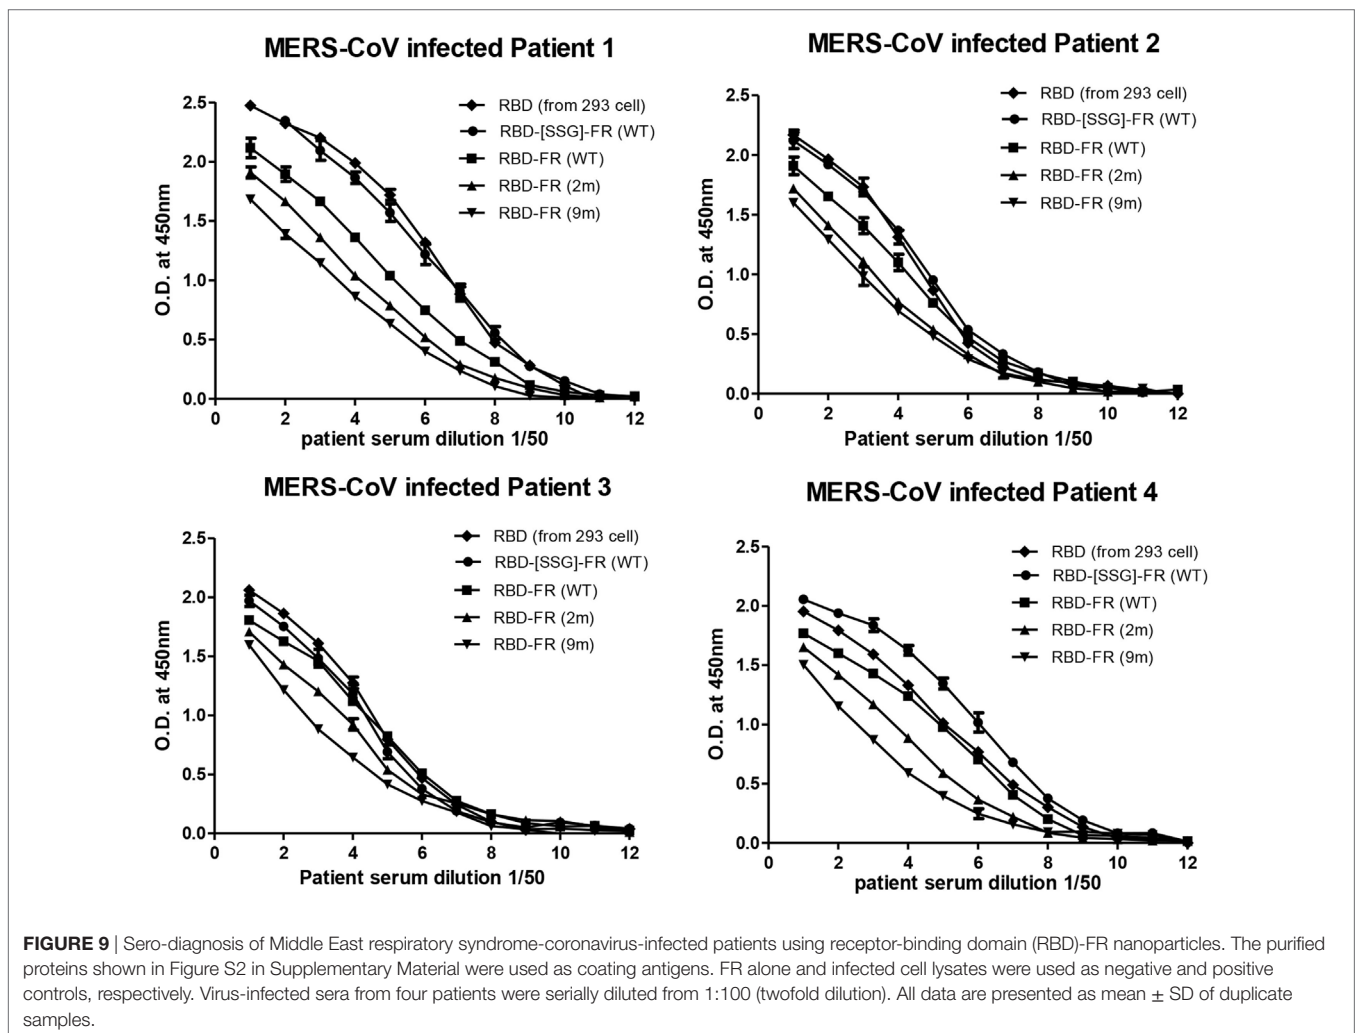 MERS-CoV infected Patient 1
2.5
2.0
1.5
1.0
0.5
0.0
O.D. at 450nm
0 2 4 6 8 10 12
patient serum dilution 1/50
RBD (from 293 cell)
RBD-[SSG]-FR (WT)
RBD-FR (WT)
RBD-FR (2m)
RBD-FR (9m)
MERS-CoV infected Patient 2
2.5
2.0
1.5
1.0
0.5
0.0
O.D. at 450nm
0 2 4 6 8 10 12
Patient serum dilution 1/50
RBD (from 293 cell)
RBD-[SSG]-FR (WT)
RBD-FR (WT)
RBD-FR (2m)
RBD-FR (9m)
MERS-CoV infected Patient 3
2.5
2.0
1.5
1.0
0.5
0.0
O.D. at 450nm
0 2 4 6 8 10 12
Patient serum dilution 1/50
RBD (from 293 cell)
RBD-[SSG]-FR (WT)
RBD-FR (WT)
RBD-FR (2m)
RBD-FR (9m)
MERS-CoV infected Patient 4
2.5
2.0
1.5
1.0
0.5
0.0
O.D. at 450nm
0 2 4 6 8 10 12
patient serum dilution 1/50
RBD (from 293 cell)
RBD-[SSG]-FR (WT)
RBD-FR (WT)
RBD-FR (2m)
RBD-FR (9m)
FIGURE 9 | Sero-diagnosis of Middle East respiratory syndrome-coronavirus-infected patients using receptor-binding domain (RBD)-FR nanoparticles. The purified
proteins shown in Figure S2 in Supplementary Material were used as coating antigens. FR alone and infected cell lysates were used as negative and positive
controls, respectively. Virus-infected sera from four patients were serially diluted from 1:100 (twofold dilution). All data are presented as mean ± SD of duplicate
samples.